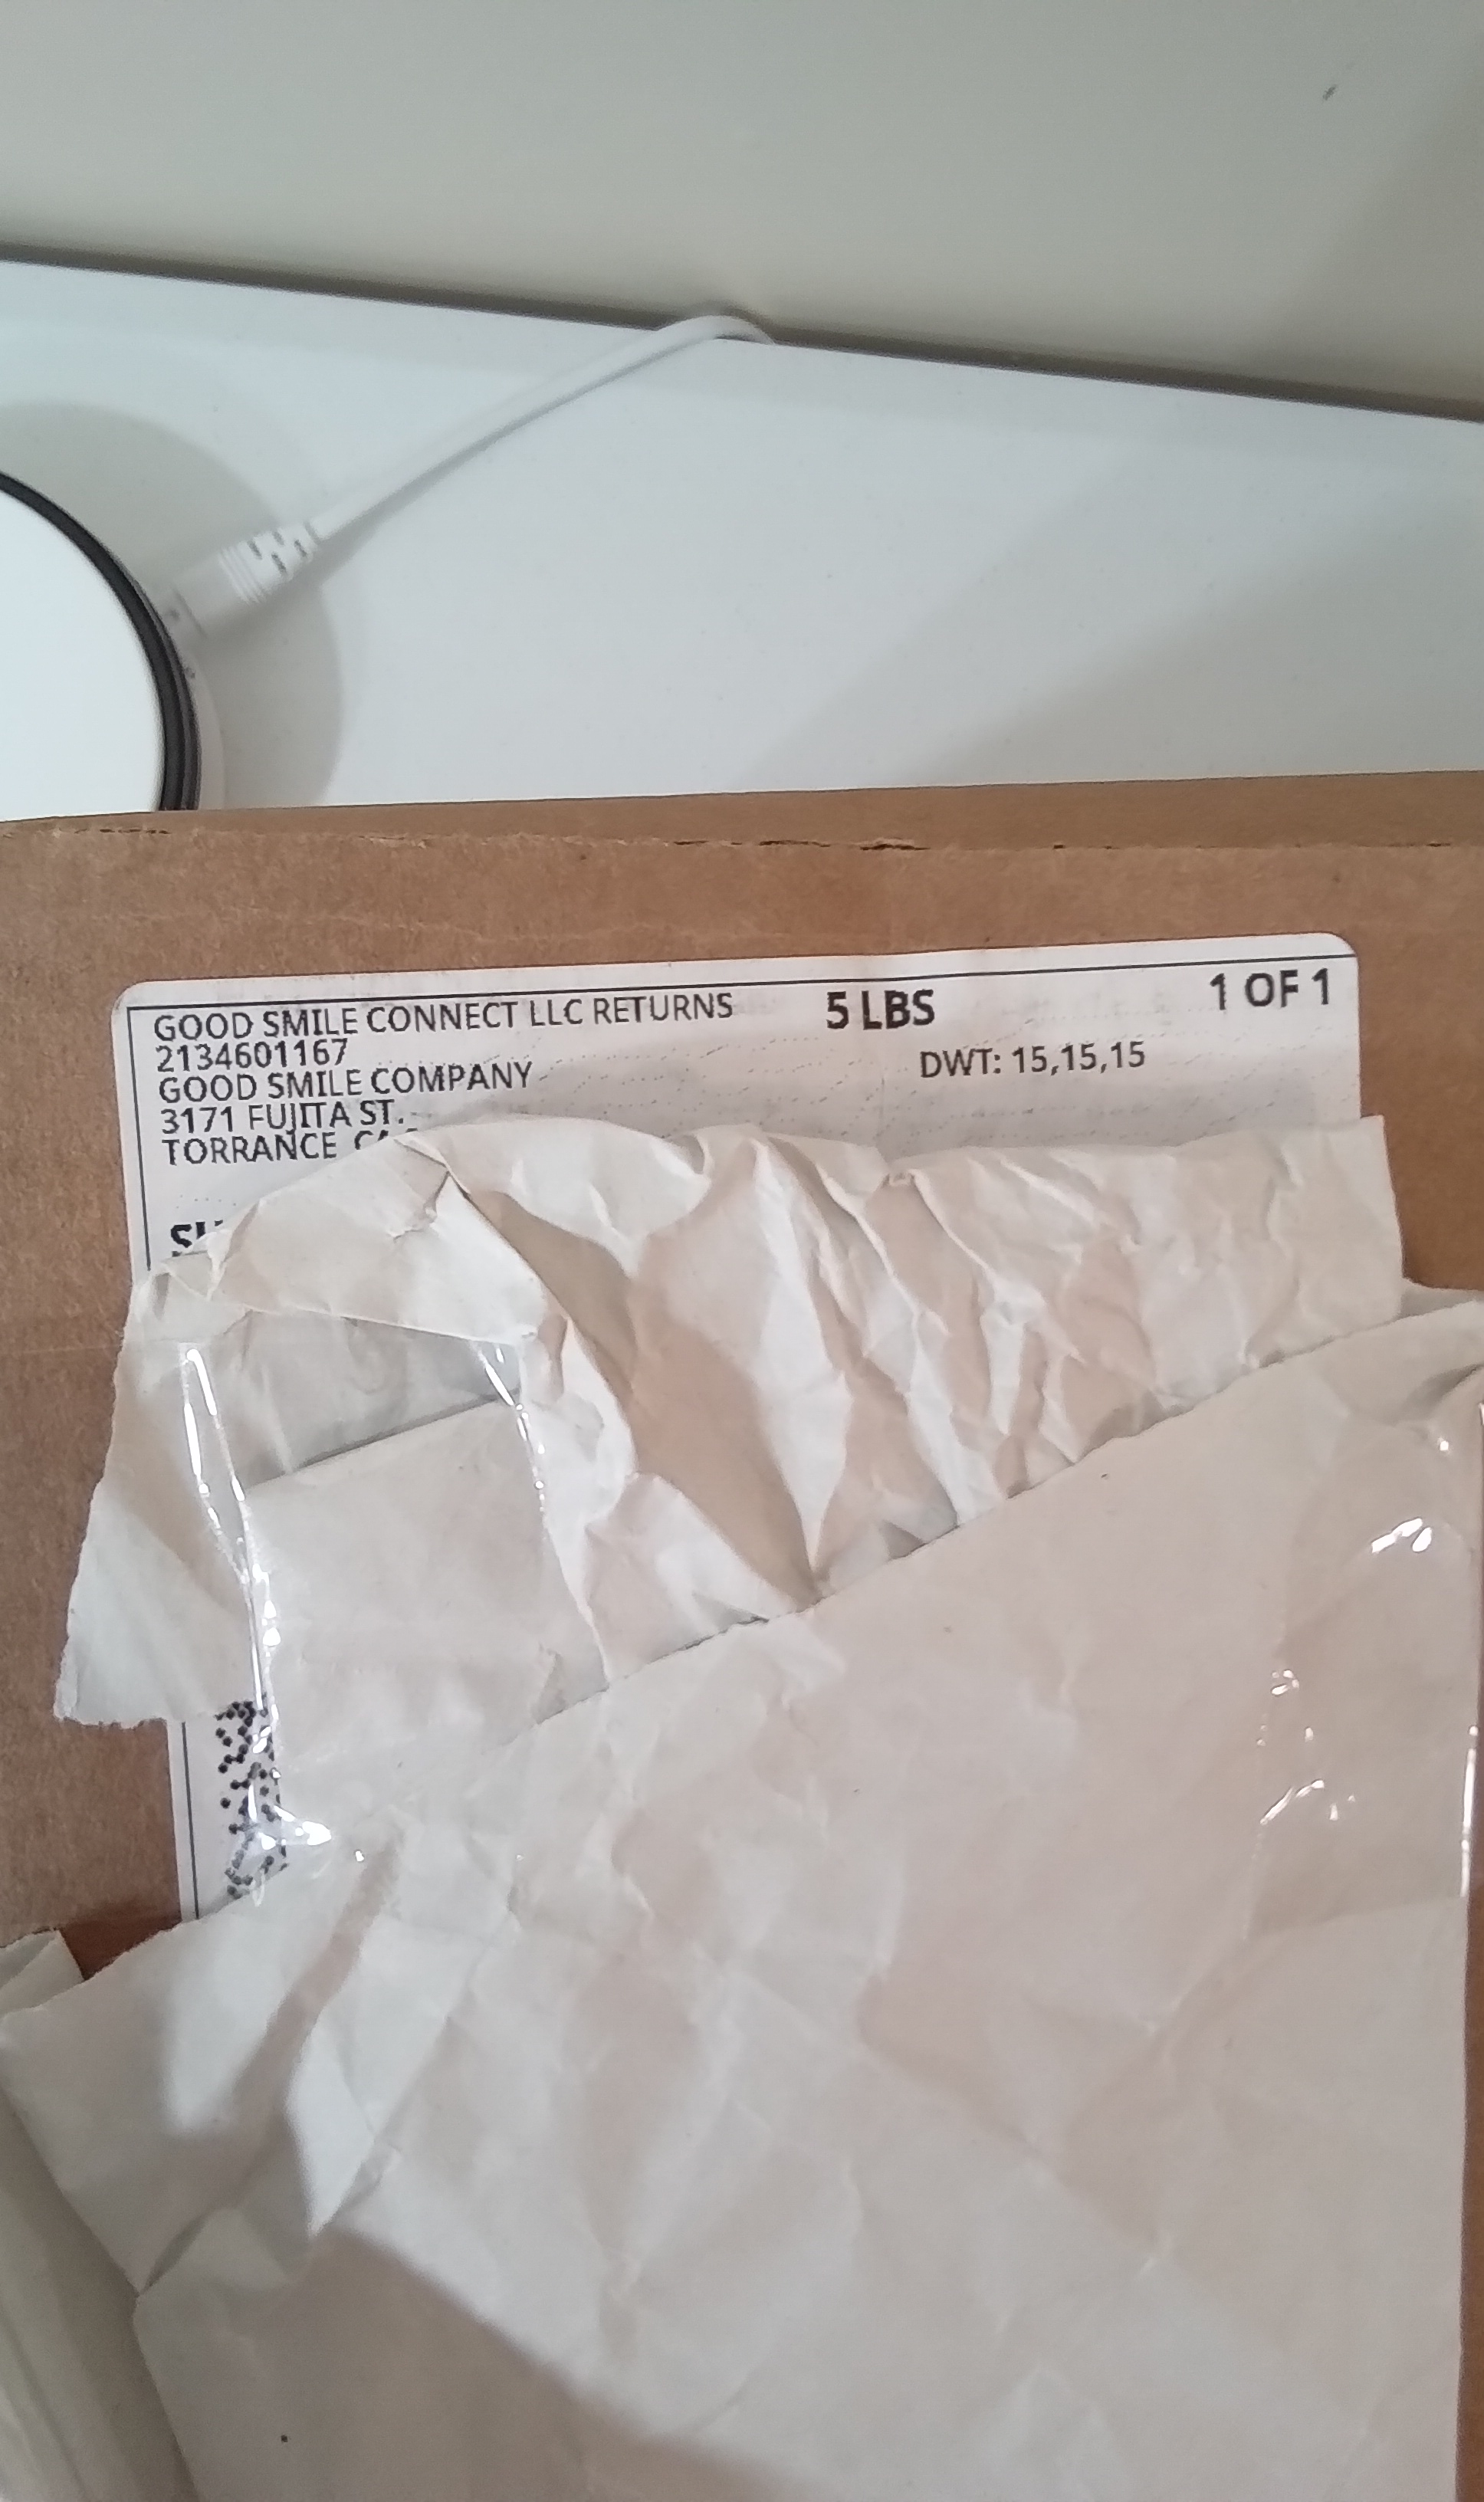 GOOD SMILE CONNECT LLC RETURNS 5 LBS 1 OF 1
2134601167
GOOD SMILE COMPANY DWT: 15,15,15
3171 FUJITA ST.
TORRANCE